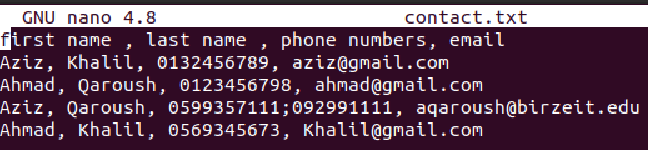 GNU nano 4.8 contact.txt
first name , last name , phone numbers, email
Aziz, Khalil, 0132456789, aziz@gmail.com
Ahmad, Qaroush, 0123456798, ahmad@gmail.com
Aziz, Qaroush, 0599357111;092991111, aqaroush@birzeit.edu
Ahmad, Khalil, 0569345673, Khalil@gmail.com